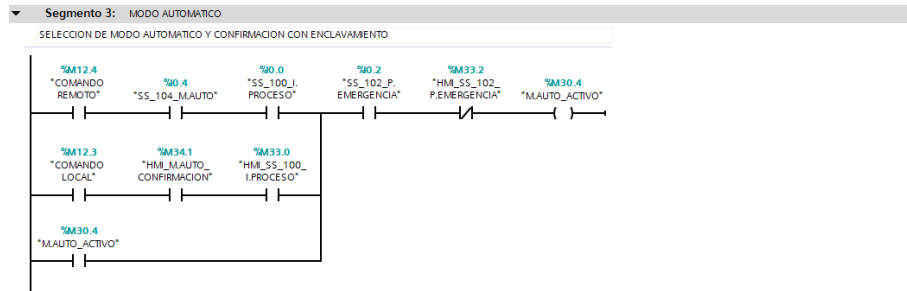 Segmento 3: MODO AUTOMATICO
SELECCION DE MODO AUTOMATICO Y CONFIRMACION CON ENCLAVAMIENTO
%M12.4
"COMANDO
REMOTO"
%I0.4
"SS_104_M.AUTO"
%I0.0
"SS_100_I.
PROCESO"
%I0.2
"SS_102_P.
EMERGENCIA"
%M33.2
"HMI_SS_102_
P.EMERGENCIA"
%M30.4
"M.AUTO_ACTIVO"
%M12.3
"COMANDO
LOCAL"
%M34.1
"HMI_M.AUTO_
CONFIRMACION"
%M33.0
"HMI_SS_100_
I.PROCESO"
%M30.4
"M.AUTO_ACTIVO"